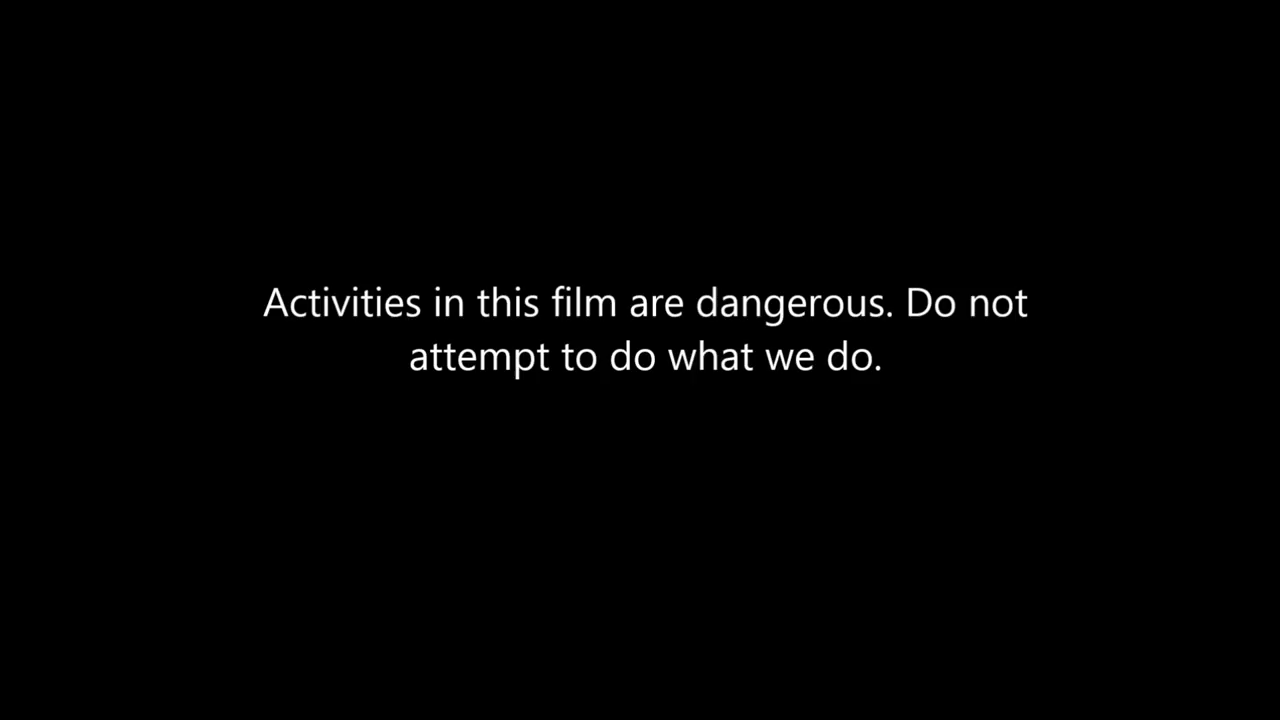 Activities in this film are dangerous. Do not
attempt to do what we do.